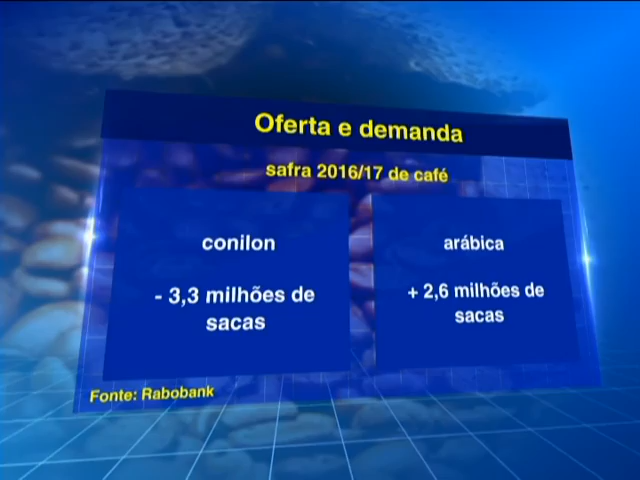 Oferta e demanda
safra 2016/17 de café
conilon
- 3,3 milhões de
sacas
arábica
+ 2,6 milhões de
sacas
Fonte: Rabobank